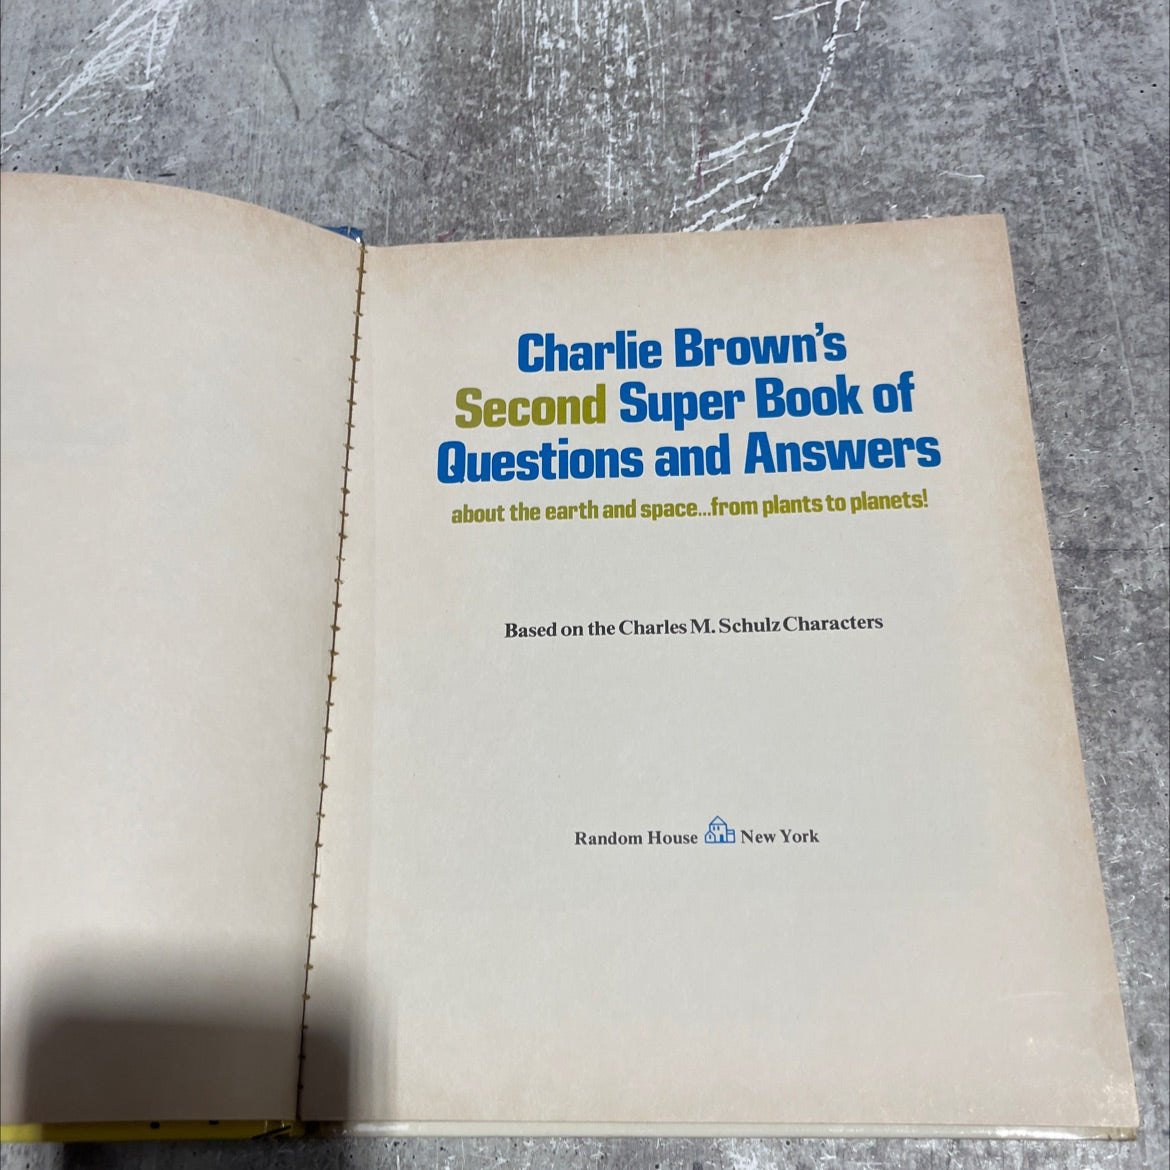 Charlie Brown's
Second Super Book of
Questions and Answers
about the earth and space...from plants to planets!
Based on the Charles M. Schulz Characters
Random House New York